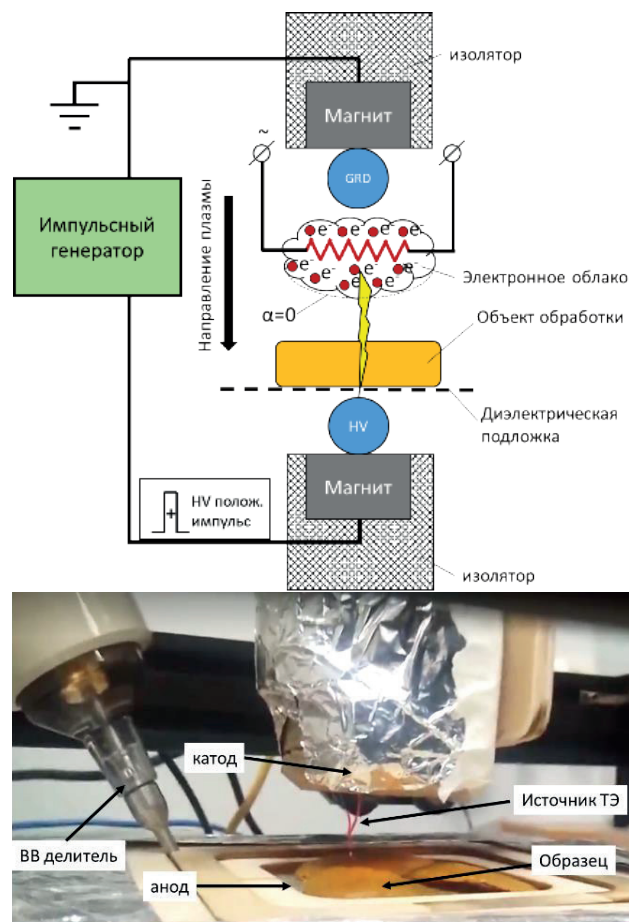 изолятор
Магнит
~
GRD
Импульсный
генератор
Направление плазмы
e⁻ e⁻ e⁻ e⁻
e⁻ e⁻ e⁻ e⁻ e⁻
Электронное облако
α=0
Объект обработки
HV
Диэлектрическая
подложка
Магнит
+
HV полож.
импульс
изолятор
катод
Источник ТЭ
ВВ делитель
анод
Образец